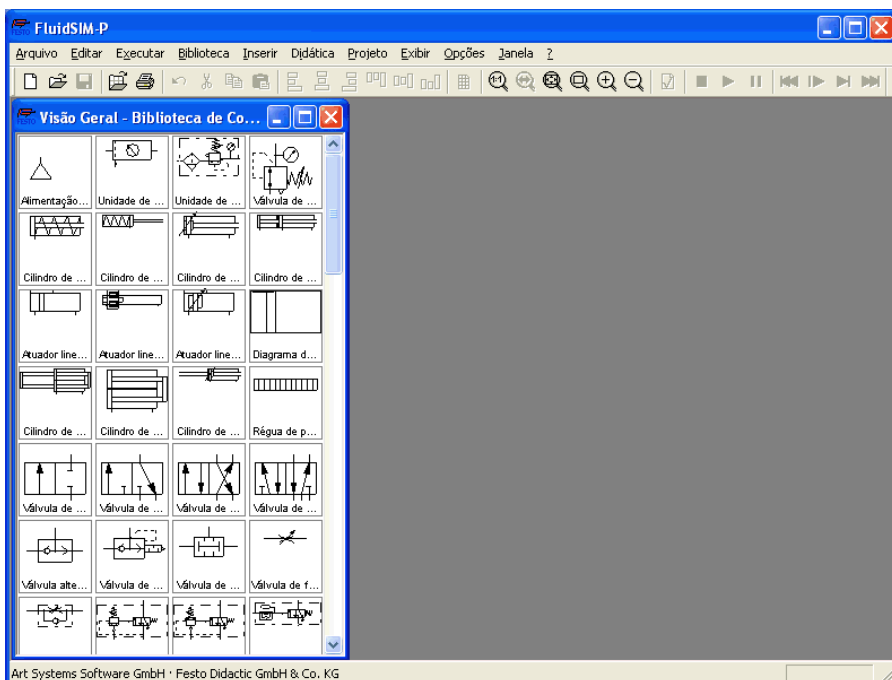 FluidSIM-P
Arquivo Editar Executar Biblioteca Inserir Didática Projeto Exibir Opções Janela ?
Visão Geral - Biblioteca de Co...
Alimentação... Unidade de ... Unidade de ... Válvula de ...
Cilindro de ... Cilindro de ... Cilindro de ... Cilindro de ...
Atuador line... Atuador line... Atuador line... Diagrama d...
Cilindro de ... Cilindro de ... Cilindro de ... Régua de p...
Válvula de ... Válvula de ... Válvula de ... Válvula de ...
Válvula alte... Válvula de ... Válvula de ... Válvula de f...
Art Systems Software GmbH · Festo Didactic GmbH & Co. KG